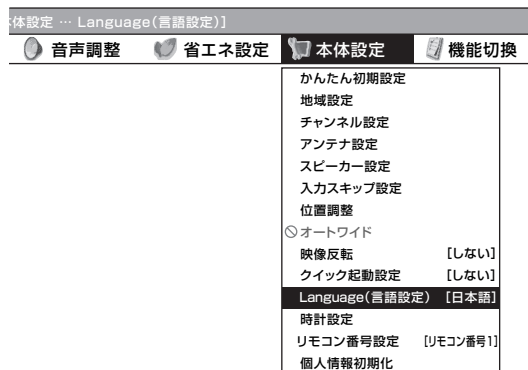 体設定 … Language(言語設定)]
音声調整 省エネ設定 本体設定 機能切換
かんたん初期設定
地域設定
チャンネル設定
アンテナ設定
スピーカー設定
入力スキップ設定
位置調整
オートワイド
映像反転 [しない]
クイック起動設定 [しない]
Language(言語設定) [日本語]
時計設定
リモコン番号設定 [リモコン番号1]
個人情報初期化